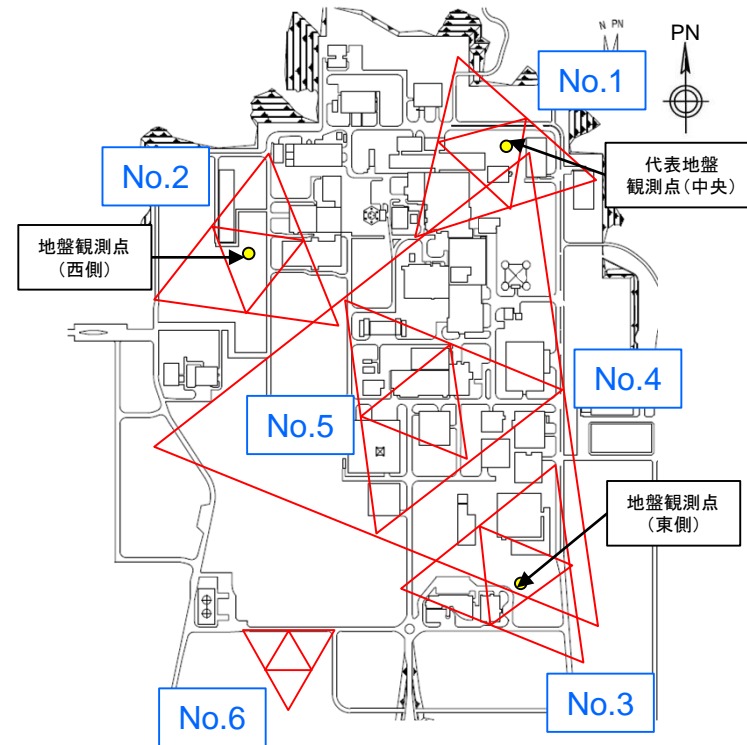 N PN
PN
No.1
代表地盤
観測点(中央)
No.2
地盤観測点
(西側)
No.4
No.5
地盤観測点
(東側)
No.3
No.6